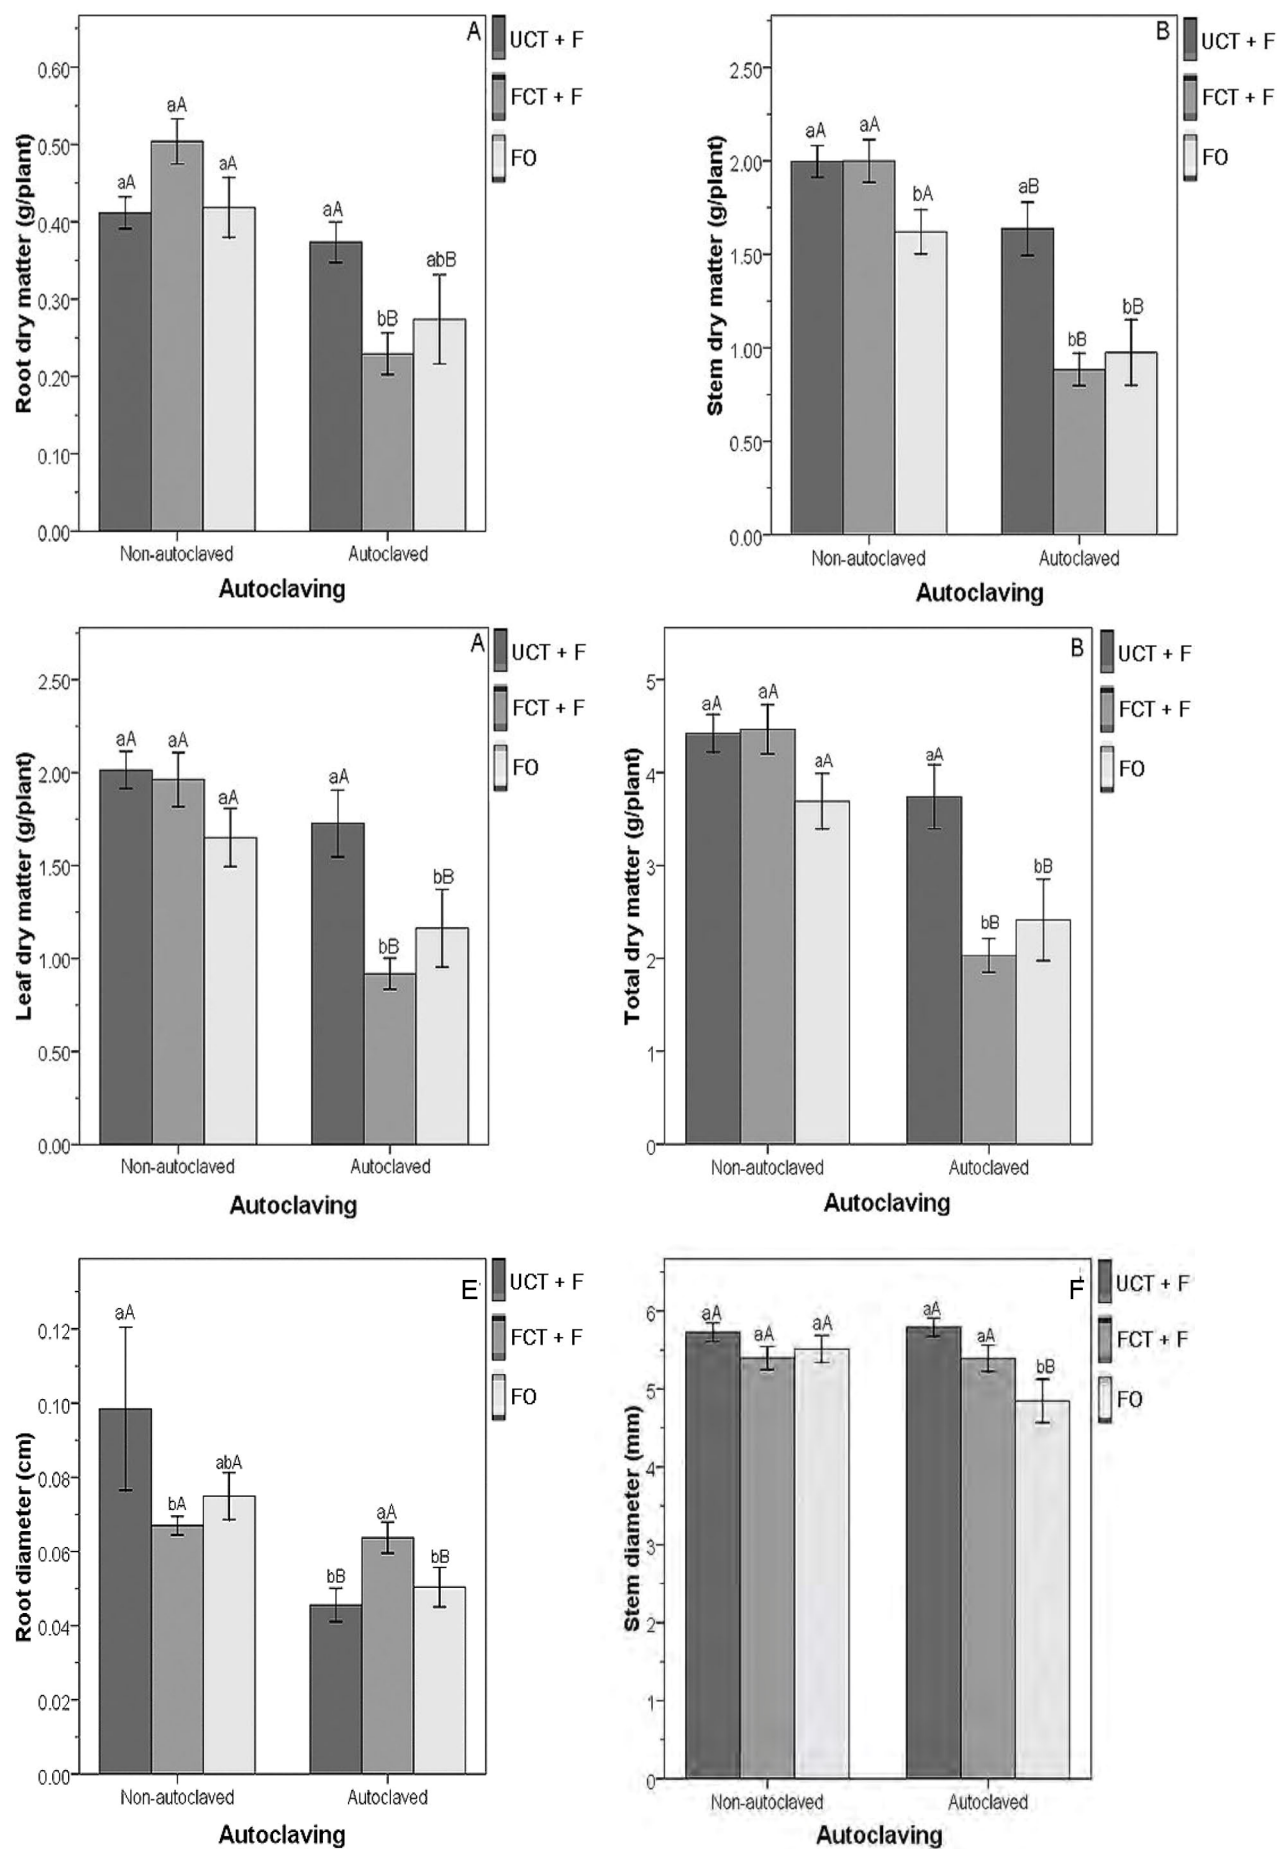 A
UCT + F
FCT + F
FO
Root dry matter (g/plant)
0.60
0.50
0.40
0.30
0.20
0.10
0.00
aA
aA
aA
aA
bB
abB
Non-autoclaved
Autoclaved
Autoclaving
B
UCT + F
FCT + F
FO
Stem dry matter (g/plant)
2.50
2.00
1.50
1.00
0.50
0.00
aA
aA
bA
aB
bB
bB
Non-autoclaved
Autoclaved
Autoclaving
A
UCT + F
FCT + F
FO
Leaf dry matter (g/plant)
2.50
2.00
1.50
1.00
0.50
0.00
aA
aA
aA
aA
bB
bB
Non-autoclaved
Autoclaved
Autoclaving
B
UCT + F
FCT + F
FO
Total dry matter (g/plant)
5
4
3
2
1
0
aA
aA
aA
aA
bB
bB
Non-autoclaved
Autoclaved
Autoclaving
E
UCT + F
FCT + F
FO
Root diameter (cm)
0.12
0.10
0.08
0.06
0.04
0.02
0.00
aA
bA
abA
bB
aA
bB
Non-autoclaved
Autoclaved
Autoclaving
F
UCT + F
FCT + F
FO
Stem diameter (mm)
6
5
4
3
2
1
0
aA
aA
aA
aA
aA
bB
Non-autoclaved
Autoclaved
Autoclaving